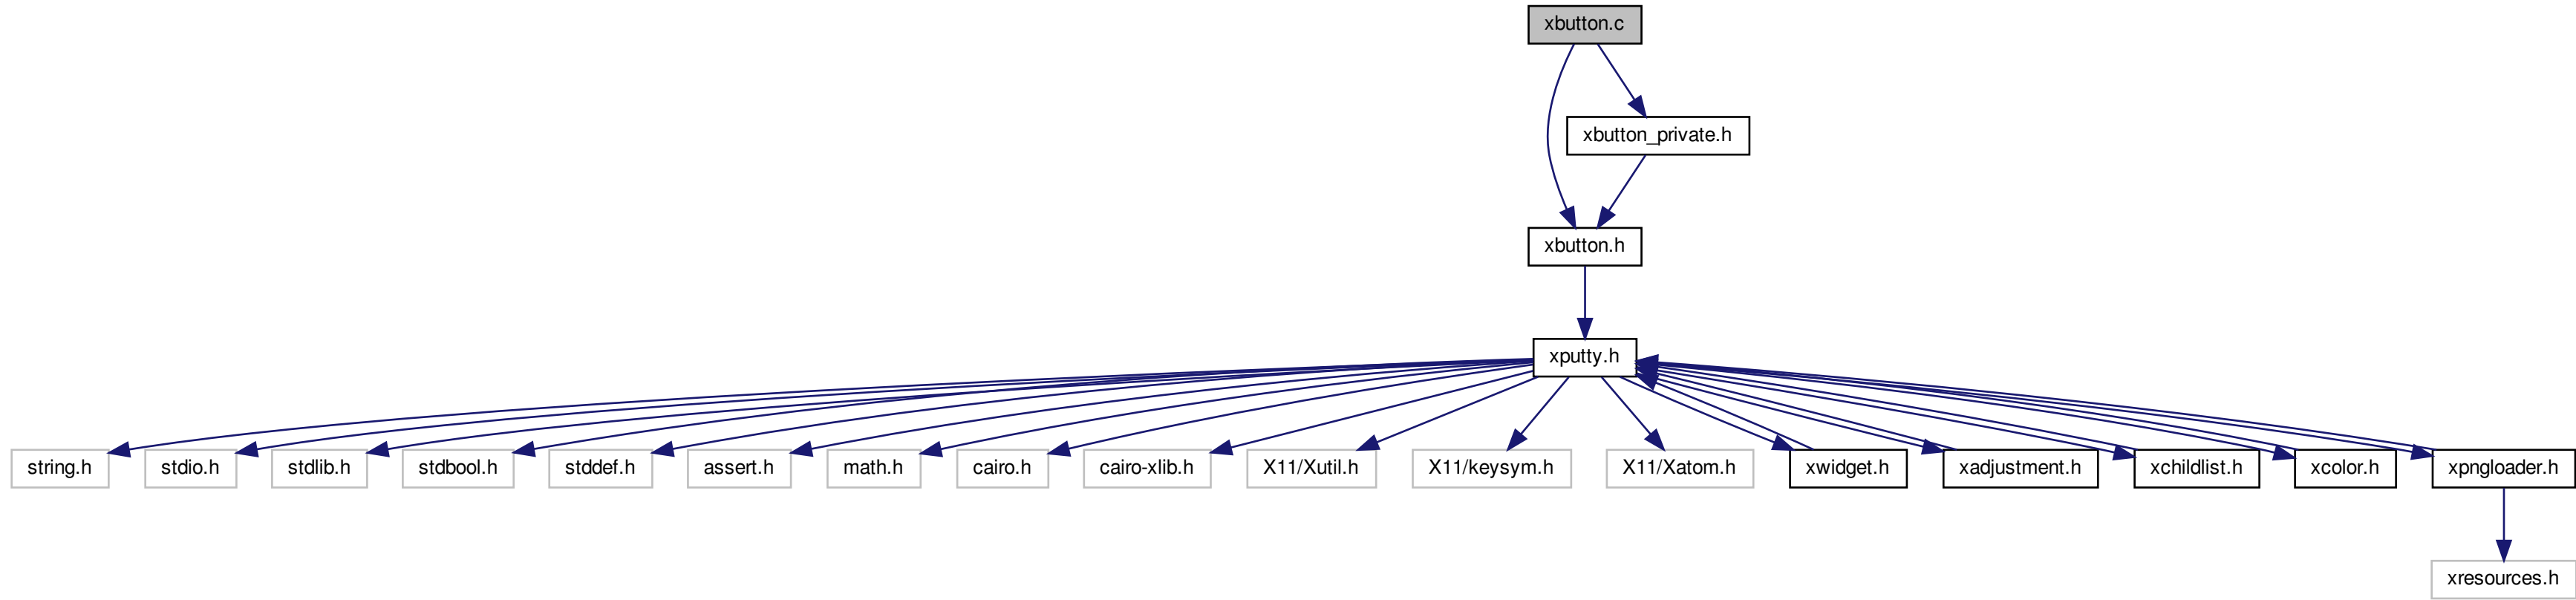 xbutton.c
xbutton_private.h
xbutton.h
xputty.h
string.h
stdio.h
stdlib.h
stdbool.h
stddef.h
assert.h
math.h
cairo.h
cairo-xlib.h
X11/Xutil.h
X11/keysym.h
X11/Xatom.h
xwidget.h
xadjustment.h
xchildlist.h
xcolor.h
xpngloader.h
xresources.h